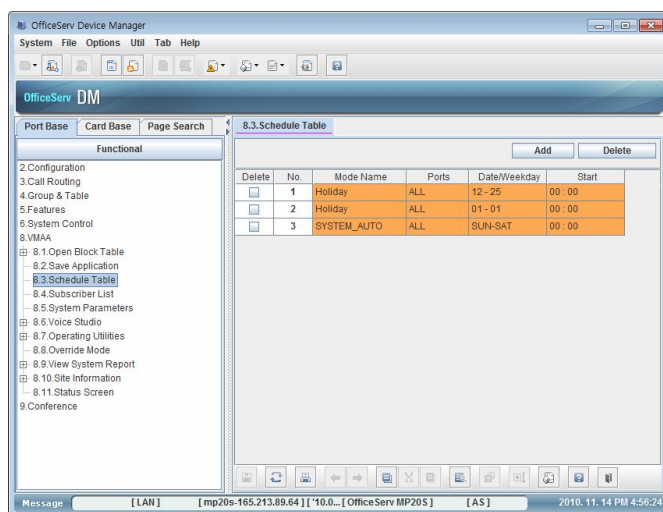 OfficeServ Device Manager
System File Options Util Tab Help
OfficeServ DM
Port Base Card Base Page Search
8.3.Schedule Table
Functional
Add Delete
2.Configuration
3.Call Routing
4.Group & Table
5.Features
6.System Control
8.VMAA
8.1.Open Block Table
8.2.Save Application
8.3.Schedule Table
8.4.Subscriber List
8.5.System Parameters
8.6.Voice Studio
8.7.Operating Utilities
8.8.Override Mode
8.9.View System Report
8.10.Site Information
8.11.Status Screen
9.Conference
Delete No. Mode Name Ports Date/Weekday Start
1 Holiday ALL 12 - 25 00 : 00
2 Holiday ALL 01 - 01 00 : 00
3 SYSTEM_AUTO ALL SUN-SAT 00 : 00
Message [ LAN ] [ mp20s-165.213.89.64 ] [ '10.0... [ OfficeServ MP20S ] [ AS ] 2010. 11. 14 PM 4:56:24